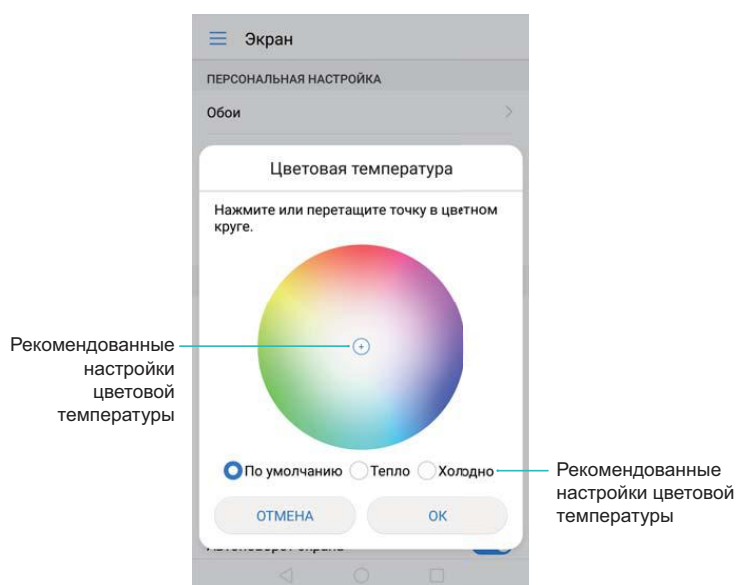 Экран
ПЕРСОНАЛЬНАЯ НАСТРОЙКА
Обои
Цветовая температура
Нажмите или перетащите точку в цветном
круге.
Рекомендованные
настройки
цветовой
температуры
По умолчанию Тепло Холодно
Рекомендованные
настройки цветовой
температуры
ОТМЕНА ОК